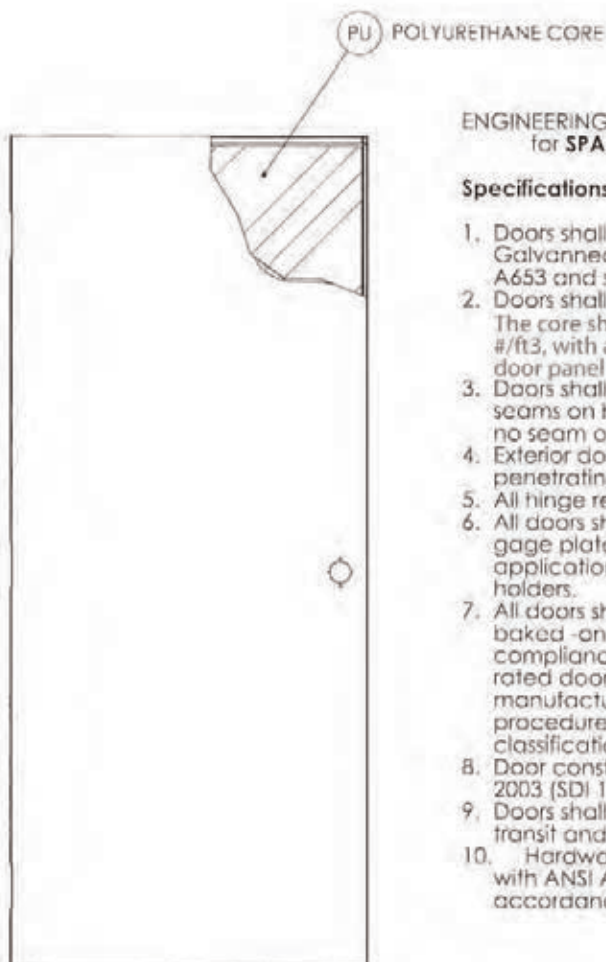 PU POLYURETHANE CORE
ENGINEERING
for SPA
Specifications
1. Doors shall
Galvanneo
A653 and s
2. Doors shall
The core sh
#/ft3, with a
door panel
3. Doors shall
seams on b
no seam o
4. Exterior do
penetratin
5. All hinge re
6. All doors sh
gage plate
application
holders.
7. All doors sh
baked -on
complianc
rated door
manufactu
procedure
classificatio
8. Door const
2003 (SDI 1
9. Doors shall
transit and
10. Hardwa
with ANSI A
accordanc